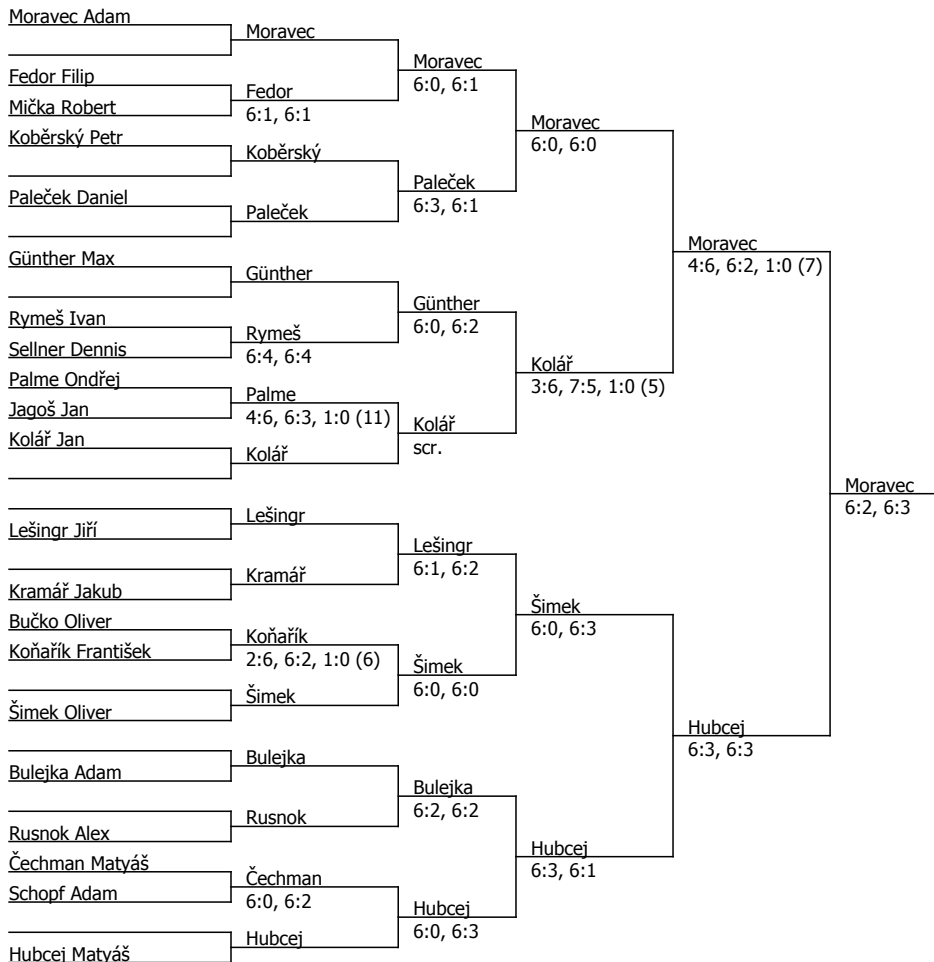 Moravec Adam
Moravec
Moravec
6:0, 6:1
Fedor Filip
Fedor
6:1, 6:1
Mička Robert
Moravec
6:0, 6:0
Koběrský Petr
Koběrský
Paleček
6:3, 6:1
Paleček Daniel
Paleček
Moravec
4:6, 6:2, 1:0 (7)
Günther Max
Günther
Günther
6:0, 6:2
Rymeš Ivan
Rymeš
6:4, 6:4
Sellner Dennis
Kolář
3:6, 7:5, 1:0 (5)
Palme Ondřej
Palme
4:6, 6:3, 1:0 (11)
Jagoš Jan
Kolář
scr.
Kolář Jan
Kolář
Moravec
6:2, 6:3
Lešingr
Lešingr Jiří
Lešingr
6:1, 6:2
Kramář
Kramář Jakub
Šimek
6:0, 6:3
Bučko Oliver
Koňařík
2:6, 6:2, 1:0 (6)
Koňařík František
Šimek
6:0, 6:0
Šimek
Šimek Oliver
Hubcej
6:3, 6:3
Bulejka
Bulejka Adam
Bulejka
6:2, 6:2
Rusnok
Rusnok Alex
Hubcej
6:3, 6:1
Čechman Matyáš
Čechman
6:0, 6:2
Schopf Adam
Hubcej
6:0, 6:3
Hubcej
Hubcej Matyáš